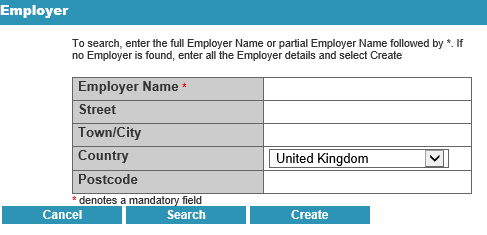 Employer
To search, enter the full Employer Name or partial Employer Name followed by *. If
no Employer is found, enter all the Employer details and select Create
Employer Name *
Street
Town/City
Country
United Kingdom
Postcode
* denotes a mandatory field
Cancel Search Create